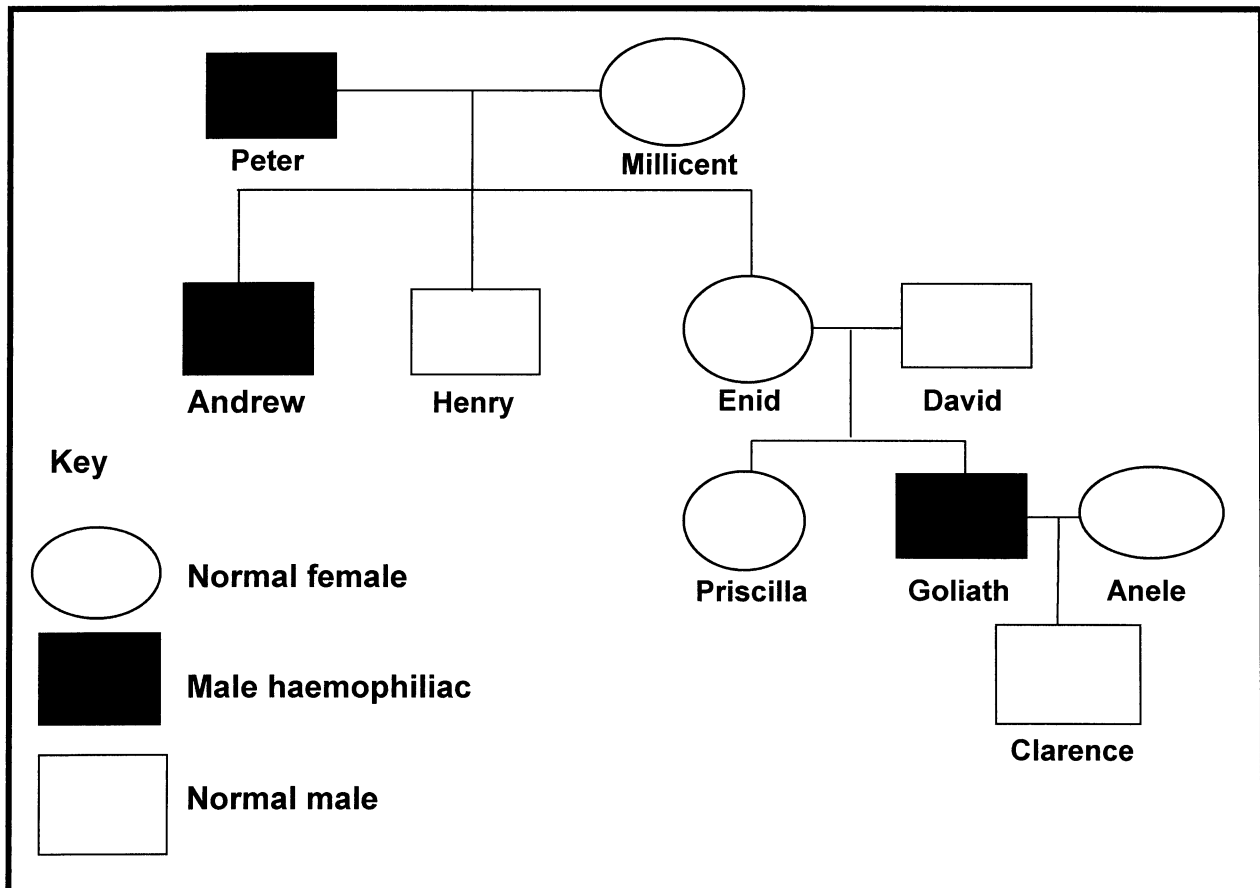 Peter
Millicent
Andrew
Henry
Enid
David
Key
Normal female
Priscilla
Goliath
Anele
Male haemophiliac
Clarence
Normal male